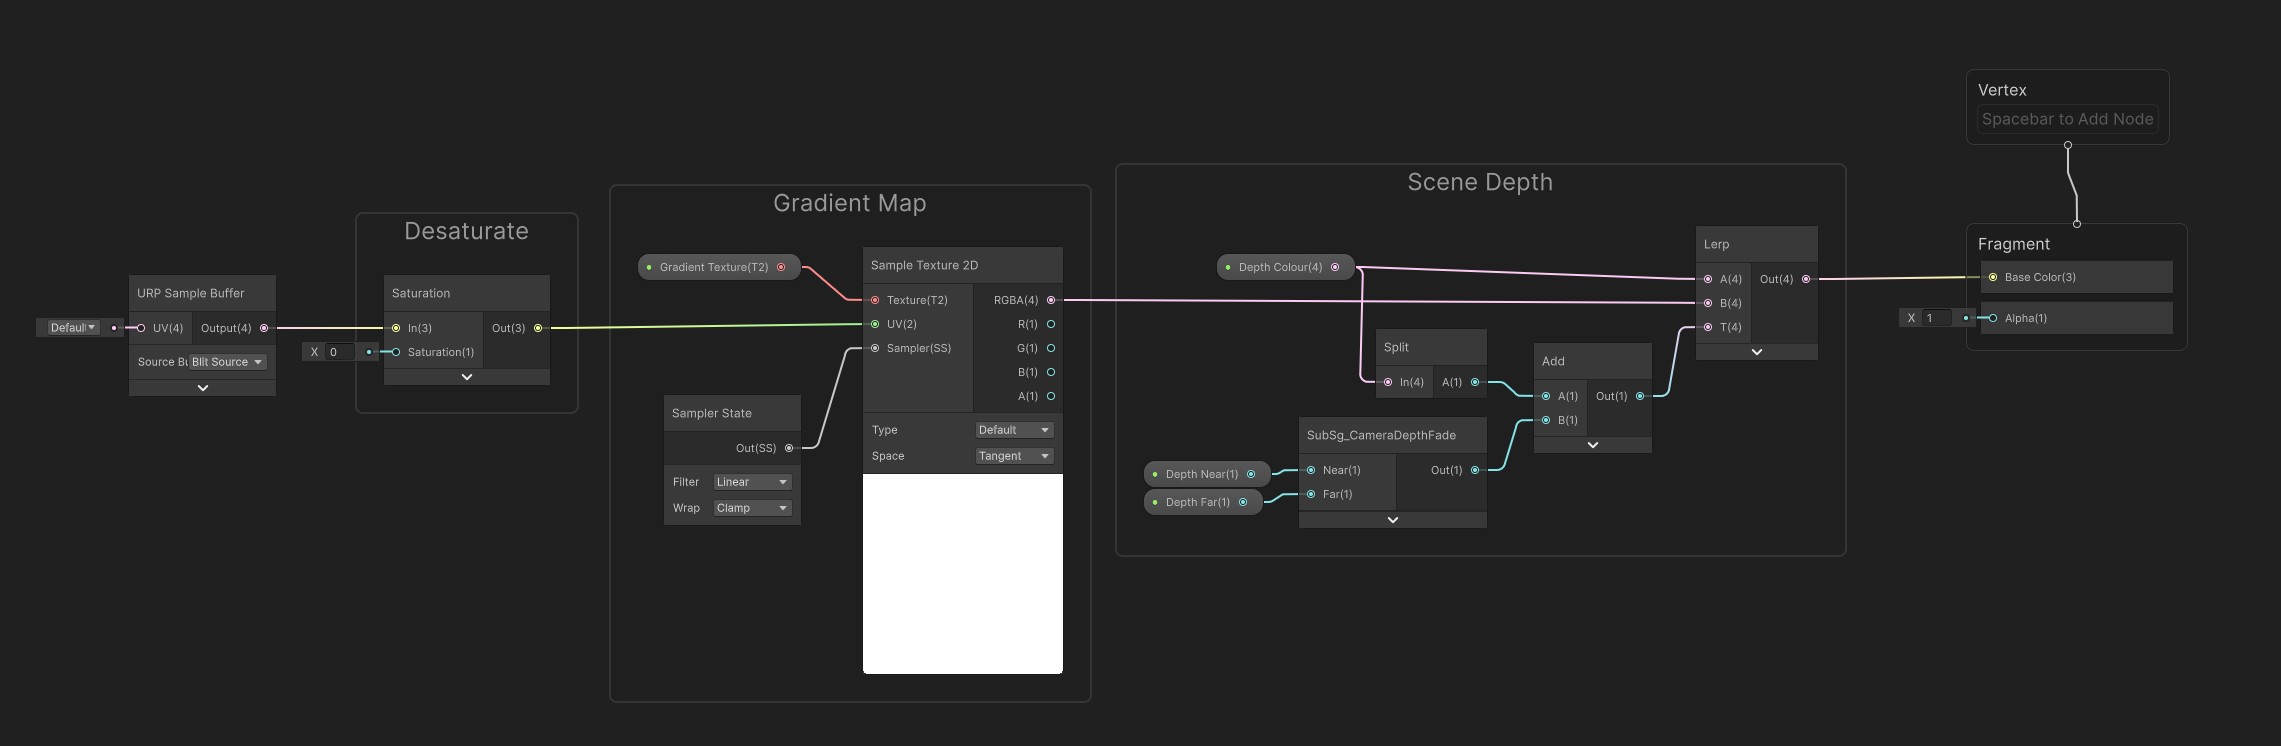 Default
URP Sample Buffer
UV(4)
Output(4)
Source Bu
Blit Source
Desaturate
Saturation
In(3)
Out(3)
X 0
Saturation(1)
Gradient Map
Gradient Texture(T2)
Sampler State
Out(SS)
Filter Linear
Wrap Clamp
Sample Texture 2D
Texture(T2)
RGBA(4)
UV(2)
R(1)
Sampler(SS)
G(1)
B(1)
A(1)
Type Default
Space Tangent
Scene Depth
Depth Colour(4)
Split
In(4)
A(1)
Depth Near(1)
Depth Far(1)
SubSg_CameraDepthFade
Near(1)
Out(1)
Far(1)
Add
A(1)
Out(1)
B(1)
Lerp
A(4)
Out(4)
B(4)
T(4)
Vertex
Spacebar to Add Node
Fragment
Base Color(3)
X 1
Alpha(1)